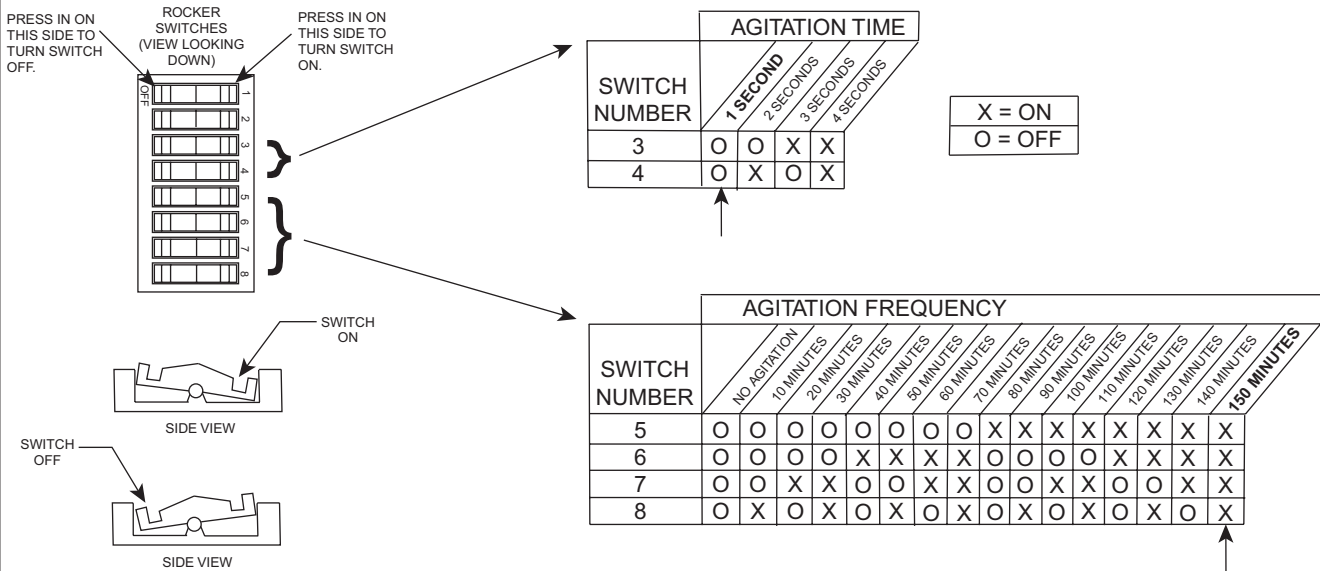 PRESS IN ON
THIS SIDE TO
TURN SWITCH
OFF.
ROCKER
SWITCHES
(VIEW LOOKING
DOWN)
PRESS IN ON
THIS SIDE TO
TURN SWITCH
ON.
OFF
1
2
3
4
5
6
7
8
SWITCH
ON
SIDE VIEW
SWITCH
OFF
SIDE VIEW
AGITATION TIME
SWITCH
NUMBER
1 SECOND
2 SECONDS
3 SECONDS
4 SECONDS
3 O O X X
4 O X O X
X = ON
O = OFF
AGITATION FREQUENCY
SWITCH
NUMBER
NO AGITATION
10 MINUTES
20 MINUTES
30 MINUTES
40 MINUTES
50 MINUTES
60 MINUTES
70 MINUTES
80 MINUTES
90 MINUTES
100 MINUTES
110 MINUTES
120 MINUTES
130 MINUTES
140 MINUTES
150 MINUTES
5 O O O O O O O O X X X X X X X X
6 O O O O X X X X O O O O X X X X
7 O O X X O O X X O O X X O O X X
8 O X O X O X O X O X O X O X O X